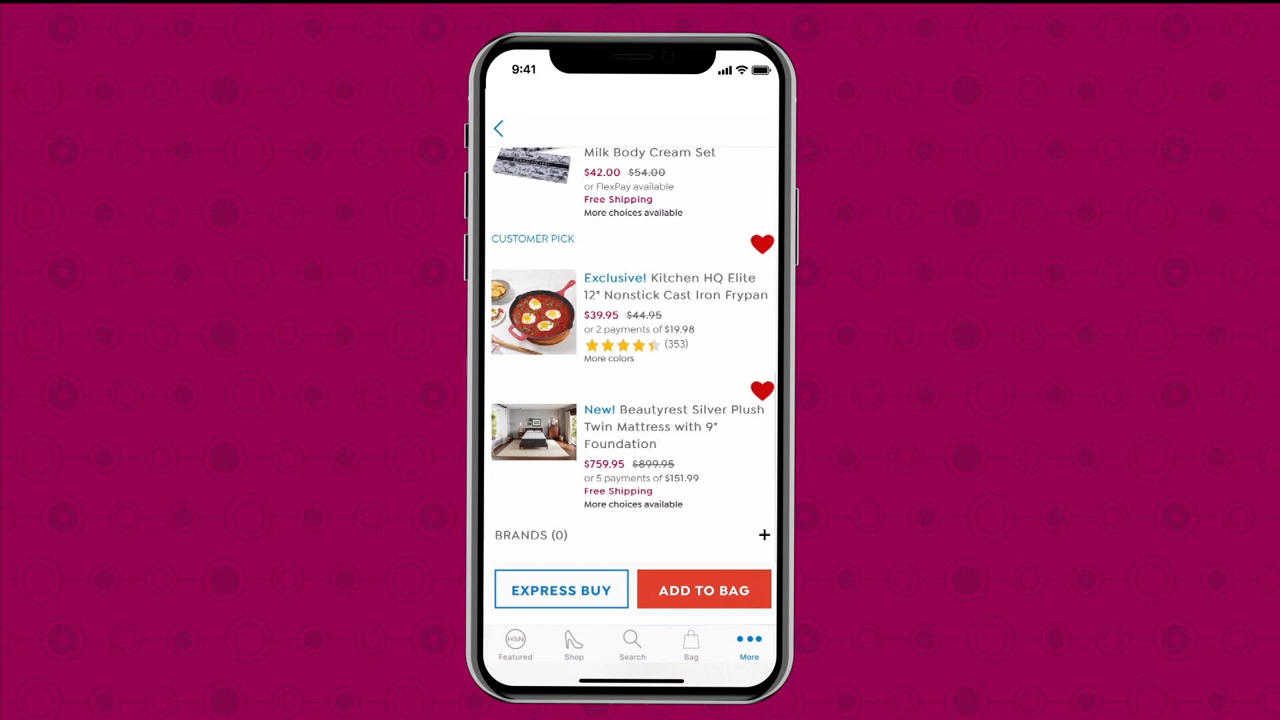 9:41
Milk Body Cream Set
$42.00 $54.00
or FlexPay available
Free Shipping
More choices available
CUSTOMER PICK
Exclusive! Kitchen HQ Elite
12" Nonstick Cast Iron Frypan
$39.95 $44.95
or 2 payments of $19.98
(353)
More colors
New! Beautyrest Silver Plush
Twin Mattress with 9"
Foundation
$759.95 $899.95
or 5 payments of $151.99
Free Shipping
More choices available
BRANDS (0) +
EXPRESS BUY ADD TO BAG
HSN
Featured Shop Search Bag More